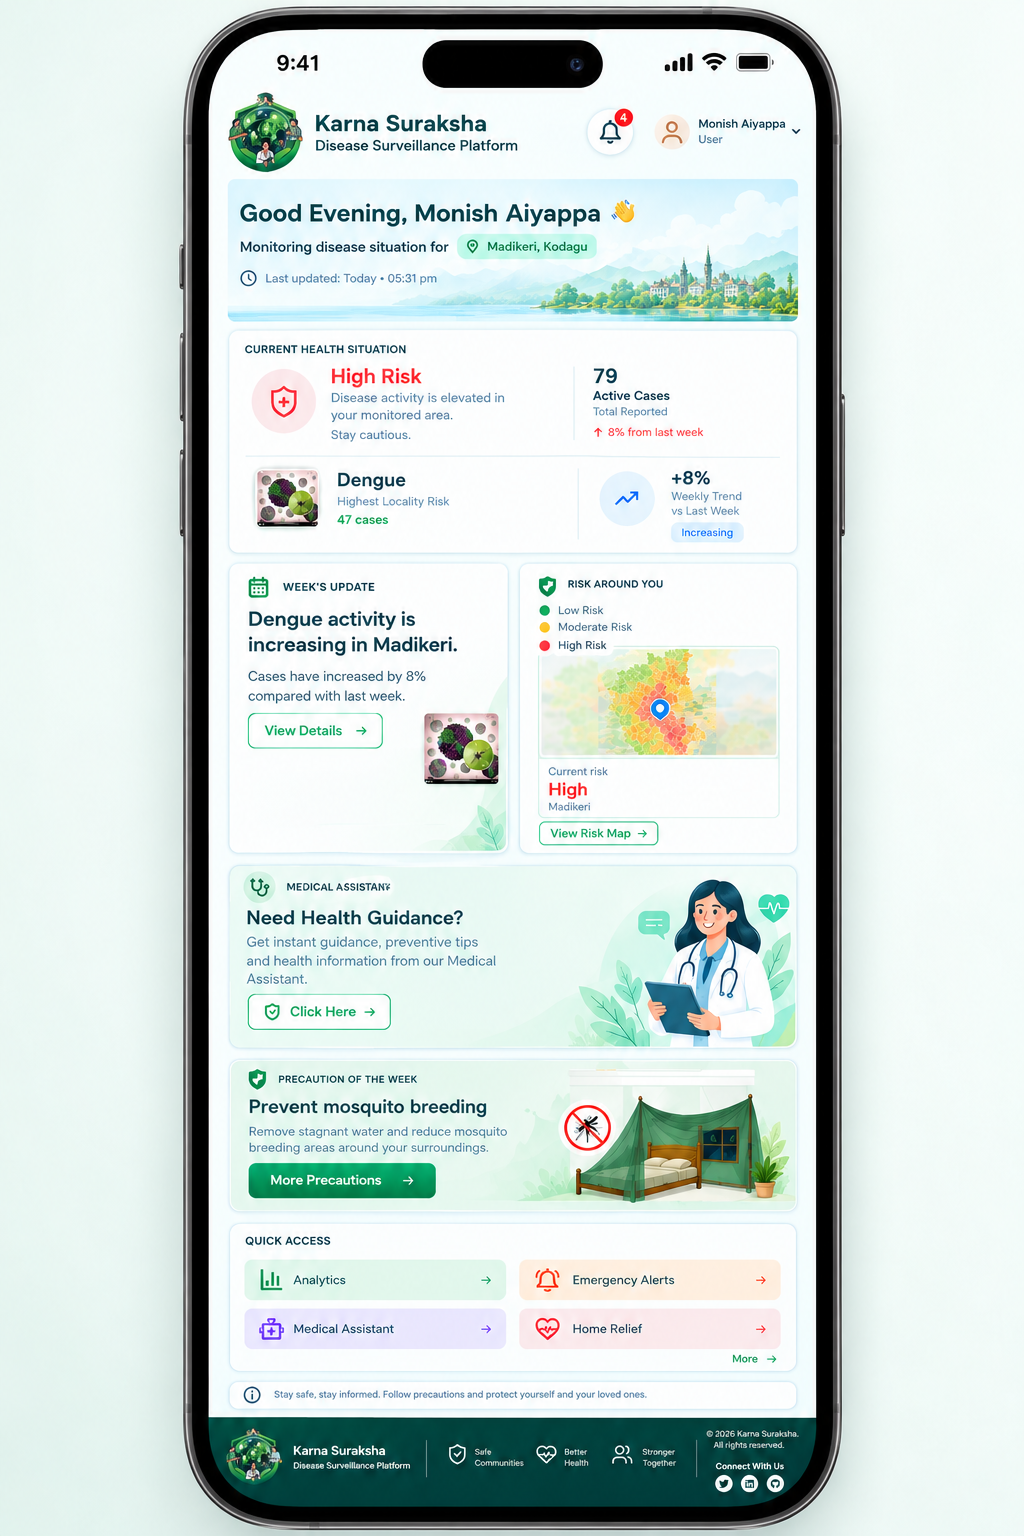 9:41
Karna Suraksha
Disease Surveillance Platform
4
Monish Aiyappa
User
Good Evening, Monish Aiyappa 👋
Monitoring disease situation for
Madikeri, Kodagu
Last updated: Today • 05:31 pm
CURRENT HEALTH SITUATION
High Risk
Disease activity is elevated in
your monitored area.
Stay cautious.
79
Active Cases
Total Reported
↑ 8% from last week
Dengue
Highest Locality Risk
47 cases
+8%
Weekly Trend
vs Last Week
Increasing
WEEK'S UPDATE
Dengue activity is
increasing in Madikeri.
Cases have increased by 8%
compared with last week.
View Details →
RISK AROUND YOU
Low Risk
Moderate Risk
High Risk
Current risk
High
Madikeri
View Risk Map →
MEDICAL ASSISTANT
Need Health Guidance?
Get instant guidance, preventive tips
and health information from our Medical
Assistant.
Click Here →
PRECAUTION OF THE WEEK
Prevent mosquito breeding
Remove stagnant water and reduce mosquito
breeding areas around your surroundings.
More Precautions →
QUICK ACCESS
Analytics →
Emergency Alerts →
Medical Assistant →
Home Relief →
More →
Stay safe, stay informed. Follow precautions and protect yourself and your loved ones.
Karna Suraksha
Disease Surveillance Platform
Safe
Communities
Better
Health
Stronger
Together
© 2026 Karna Suraksha.
All rights reserved.
Connect With Us